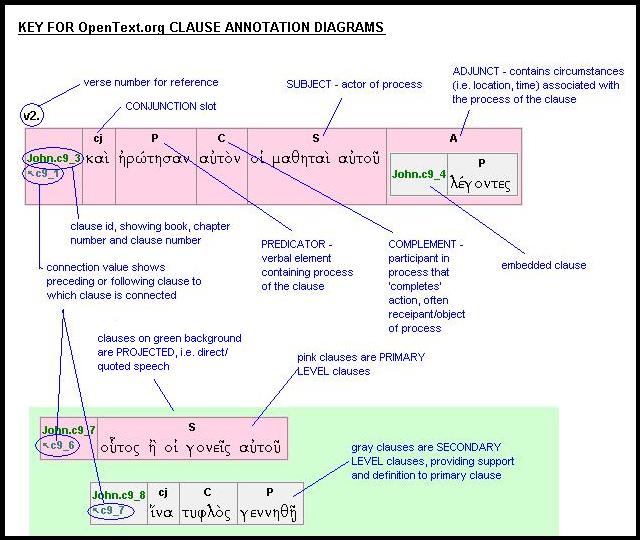 KEY FOR OpenText.org CLAUSE ANNOTATION DIAGRAMS
verse number for reference
SUBJECT - actor of process
ADJUNCT - contains circumstances
(i.e. location, time) associated with
the process of the clause
CONJUNCTION slot
v2.
cj P C S A
John.c9_3 καὶ ἠρώτησαν αὐτὸν οἱ μαθηταὶ αὐτοῦ
↖c9_1
P
John.c9_4 λέγοντες
clause id, showing book, chapter
number and clause number
PREDICATOR -
verbal element
containing process
of the clause
COMPLEMENT -
participant in
process that
'completes'
action, often
receipant/object
of process
embedded clause
connection value shows
preceding or following clause to
which clause is connected
clauses on green background
are PROJECTED, i.e. direct/
quoted speech
pink clauses are PRIMARY
LEVEL clauses
John.c9_7 S
↖c9_6 οὗτος ἢ οἱ γονεῖς αὐτοῦ
gray clauses are SECONDARY
LEVEL clauses, providing support
and definition to primary clause
John.c9_8 cj C P
↖c9_7 ἵνα τυφλὸς γεννηθῇ